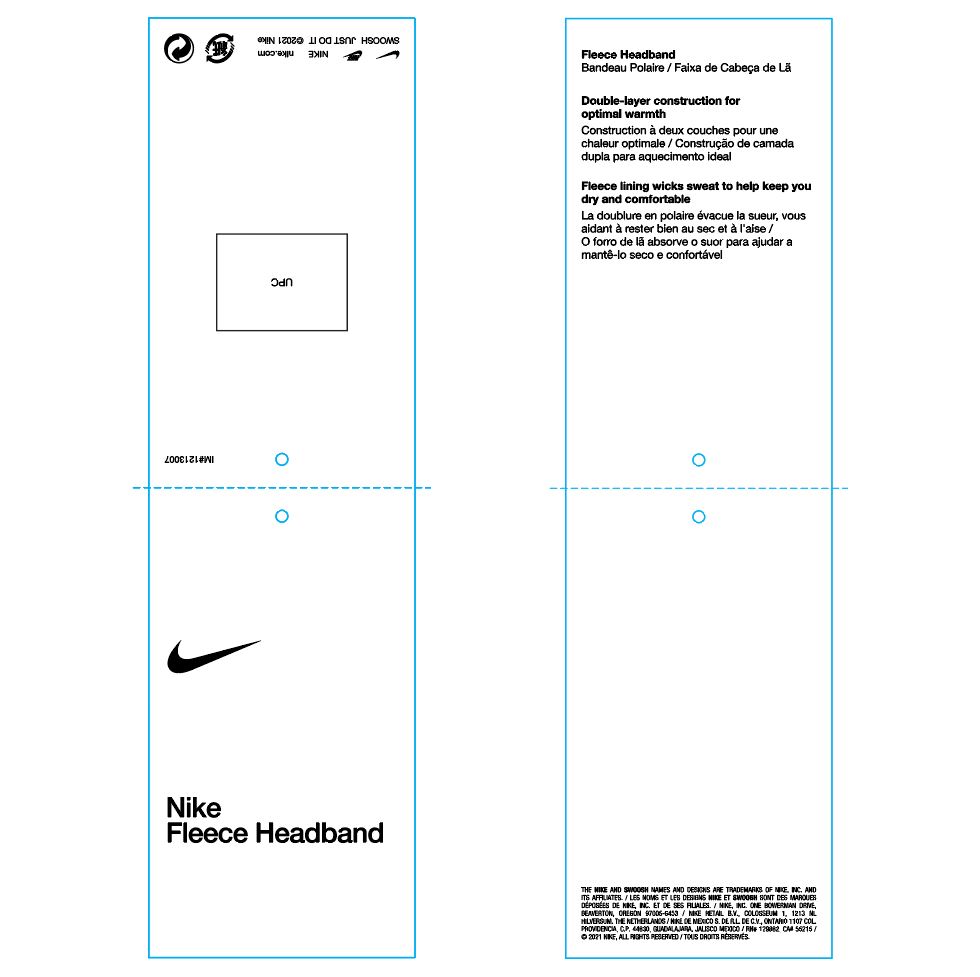 NIKE nike.com
SWOOSH JUST DO IT ©2021 Nike
UPC
IM#1213007
Nike
Fleece Headband
Fleece Headband
Bandeau Polaire / Faixa de Cabeça de Lã
Double-layer construction for
optimal warmth
Construction à deux couches pour une
chaleur optimale / Construção de camada
dupla para aquecimento ideal
Fleece lining wicks sweat to help keep you
dry and comfortable
La doublure en polaire évacue la sueur, vous
aidant à rester bien au sec et à l'aise /
O forro de lã absorve o suor para ajudar a
mantê-lo seco e confortável
THE NIKE AND SWOOSH NAMES AND DESIGNS ARE TRADEMARKS OF NIKE, INC. AND
ITS AFFILIATES. / LES NOMS ET LES DESIGNS NIKE ET SWOOSH SONT DES MARQUES
DÉPOSÉES DE NIKE, INC. ET DE SES FILIALES. / NIKE, INC. ONE BOWERMAN DRIVE,
BEAVERTON, OREGON 97005-6453 / NIKE RETAIL B.V., COLOSSEUM 1, 1213 NL
HILVERSUM, THE NETHERLANDS / NIKE DE MEXICO S. DE R.L. DE C.V., ONTARIO 1107 COL.
PROVIDENCIA, C.P. 44630, GUADALAJARA, JALISCO MEXICO / RN# CA# 55215 /
© 2021 NIKE, ALL RIGHTS RESERVED / TOUS DROITS RÉSERVÉS.